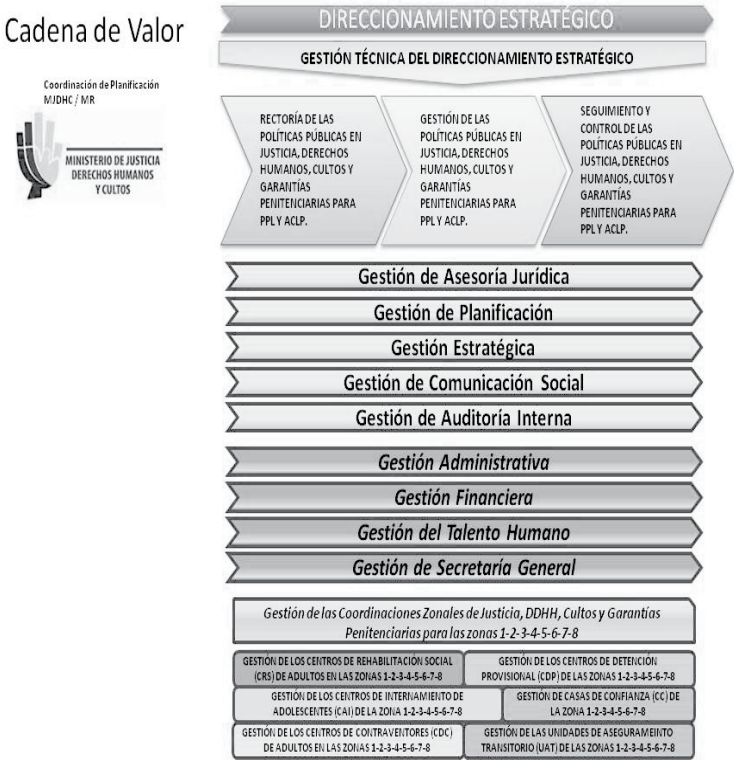 Cadena de Valor
Coordinación de Planificación
MJDHC / MR
MINISTERIO DE JUSTICIA
DERECHOS HUMANOS
Y CULTOS
DIRECCIONAMIENTO ESTRATÉGICO
GESTIÓN TÉCNICA DEL DIRECCIONAMIENTO ESTRATÉGICO
RECTORÍA DE LAS
POLÍTICAS PÚBLICAS EN
JUSTICIA, DERECHOS
HUMANOS, CULTOS Y
GARANTÍAS
PENITENCIARIAS PARA
PPL Y ACLP.
GESTIÓN DE LAS
POLÍTICAS PÚBLICAS EN
JUSTICIA, DERECHOS
HUMANOS, CULTOS Y
GARANTÍAS
PENITENCIARIAS PARA
PPL Y ACLP.
SEGUIMIENTO Y
CONTROL DE LAS
POLÍTICAS PÚBLICAS EN
JUSTICIA, DERECHOS
HUMANOS, CULTOS Y
GARANTÍAS
PENITENCIARIAS PARA
PPL Y ACLP.
Gestión de Asesoría Jurídica
Gestión de Planificación
Gestión Estratégica
Gestión de Comunicación Social
Gestión de Auditoría Interna
Gestión Administrativa
Gestión Financiera
Gestión del Talento Humano
Gestión de Secretaría General
Gestión de las Coordinaciones Zonales de Justicia, DDHH, Cultos y Garantías
Penitenciarias para las zonas 1-2-3-4-5-6-7-8
GESTIÓN DE LOS CENTROS DE REHABILITACIÓN SOCIAL
(CRS) DE ADULTOS EN LAS ZONAS 1-2-3-4-5-6-7-8
GESTIÓN DE LOS CENTROS DE DETENCIÓN
PROVISIONAL (CDP) DE LAS ZONAS 1-2-3-4-5-6-7-8
GESTIÓN DE LOS CENTROS DE INTERNAMIENTO DE
ADOLESCENTES (CAI) DE LA ZONA 1-2-3-4-5-6-7-8
GESTIÓN DE CASAS DE CONFIANZA (CC) DE
LA ZONA 1-2-3-4-5-6-7-8
GESTIÓN DE LOS CENTROS DE CONTRAVENTORES (CDC)
DE ADULTOS EN LAS ZONAS 1-2-3-4-5-6-7-8
GESTIÓN DE LAS UNIDADES DE ASEGURAMEINTO
TRANSITORIO (UAT) DE LAS ZONAS 1-2-3-4-5-6-7-8